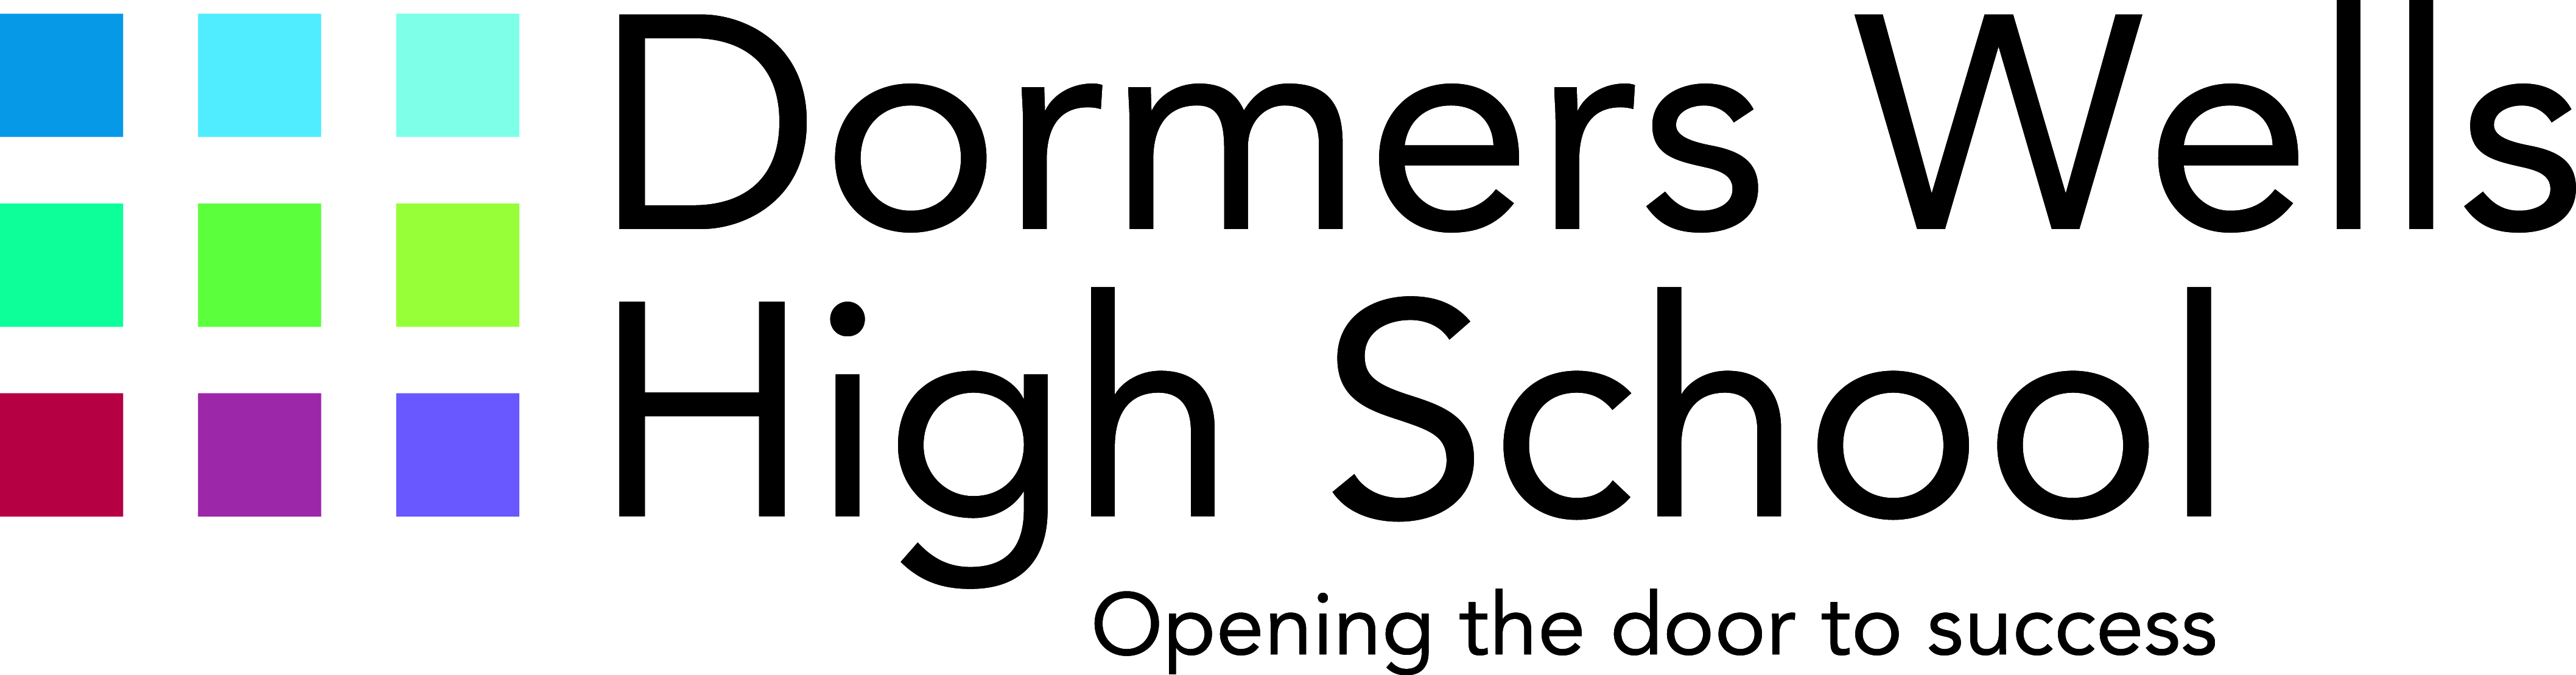 Dormers Wells
High School
Opening the door to success